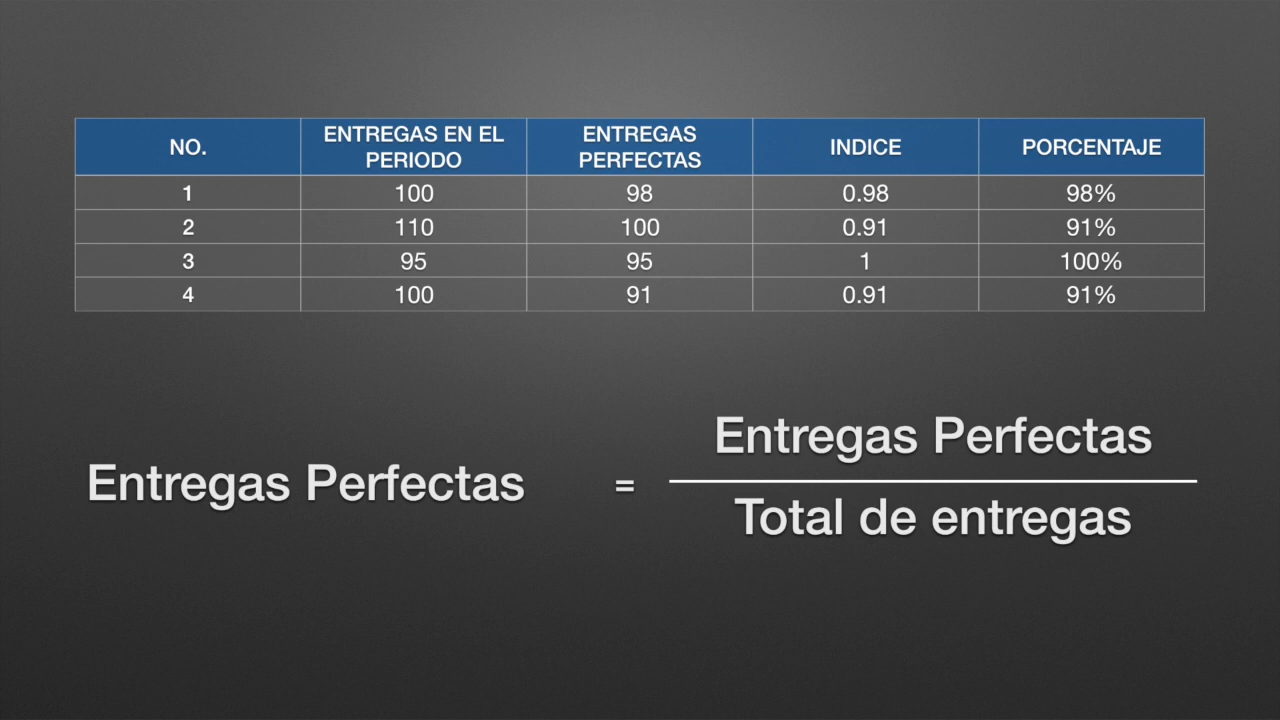 NO. ENTREGAS EN EL PERIODO ENTREGAS PERFECTAS INDICE PORCENTAJE
1 100 98 0.98 98%
2 110 100 0.91 91%
3 95 95 1 100%
4 100 91 0.91 91%
Entregas Perfectas = Entregas Perfectas
Total de entregas